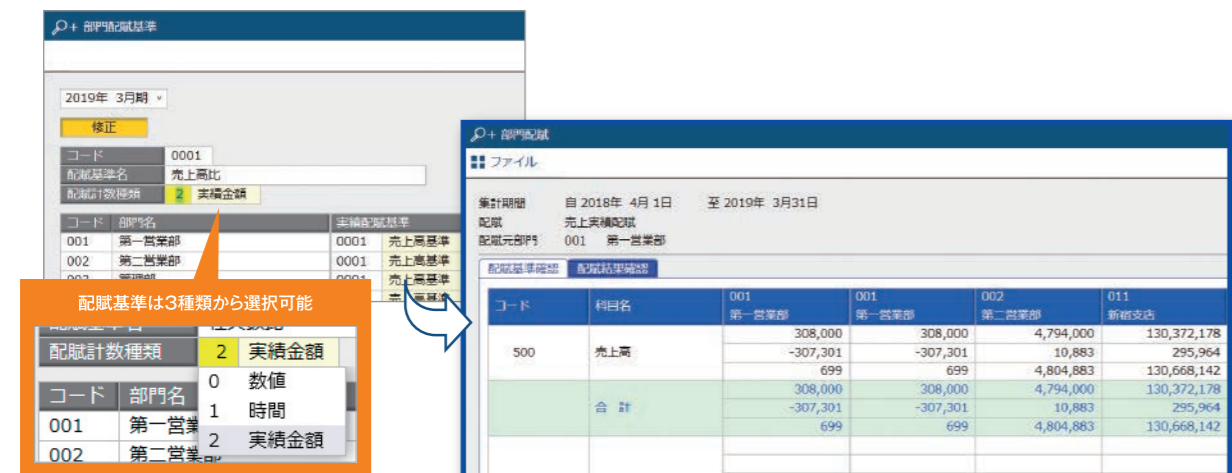 部門配賦基準
2019年 3月期
修正
コード 0001
配賦基準名 売上高比
配賦計数種類 2 実績金額
コード 部門名 実績配賦基準
001 第一営業部 0001 売上高基準
002 第二営業部 0001 売上高基準
003 管理部 0001 売上高基準
売上高基準
配賦基準は3種類から選択可能
配賦計数種類 2 実績金額
0 数値
1 時間
2 実績金額
コード 部門名
001 第一営業
002 第二営業部
部門配賦
ファイル
集計期間 自 2018年 4月 1日 至 2019年 3月31日
配賦 売上実績配賦
配賦元部門 001 第一営業部
配賦基準確認 配賦結果確認
コード 科目名 001 001 002 011
第一営業部 第一営業部 第二営業部 新宿支店
308,000 308,000 4,794,000 130,372,178
500 売上高 -307,301 -307,301 10,883 295,964
699 699 4,804,883 130,668,142
308,000 308,000 4,794,000 130,372,178
合 計 -307,301 -307,301 10,883 295,964
699 699 4,804,883 130,668,142